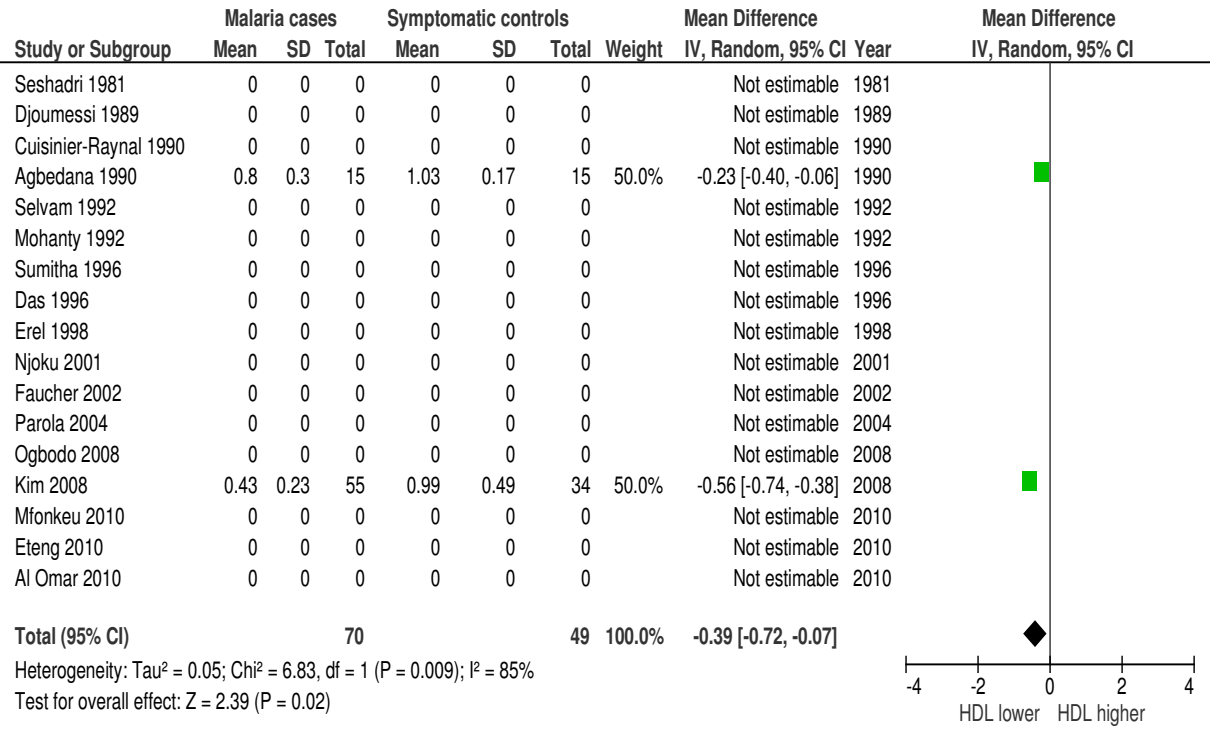 Malaria cases Symptomatic controls Mean Difference Mean Difference
Study or Subgroup Mean SD Total Mean SD Total Weight IV, Random, 95% CI Year IV, Random, 95% CI
Seshadri 1981 0 0 0 0 0 0 Not estimable 1981
Djoumessi 1989 0 0 0 0 0 0 Not estimable 1989
Cuisinier-Raynal 1990 0 0 0 0 0 0 Not estimable 1990
Agbedana 1990 0.8 0.3 15 1.03 0.17 15 50.0% -0.23 [-0.40, -0.06] 1990
Selvam 1992 0 0 0 0 0 0 Not estimable 1992
Mohanty 1992 0 0 0 0 0 0 Not estimable 1992
Sumitha 1996 0 0 0 0 0 0 Not estimable 1996
Das 1996 0 0 0 0 0 0 Not estimable 1996
Erel 1998 0 0 0 0 0 0 Not estimable 1998
Njoku 2001 0 0 0 0 0 0 Not estimable 2001
Faucher 2002 0 0 0 0 0 0 Not estimable 2002
Parola 2004 0 0 0 0 0 0 Not estimable 2004
Ogbodo 2008 0 0 0 0 0 0 Not estimable 2008
Kim 2008 0.43 0.23 55 0.99 0.49 34 50.0% -0.56 [-0.74, -0.38] 2008
Mfonkeu 2010 0 0 0 0 0 0 Not estimable 2010
Eteng 2010 0 0 0 0 0 0 Not estimable 2010
Al Omar 2010 0 0 0 0 0 0 Not estimable 2010
Total (95% CI) 70 49 100.0% -0.39 [-0.72, -0.07]
Heterogeneity: Tau² = 0.05; Chi² = 6.83, df = 1 (P = 0.009); I² = 85%
Test for overall effect: Z = 2.39 (P = 0.02)
-4 -2 0 2 4
HDL lower HDL higher